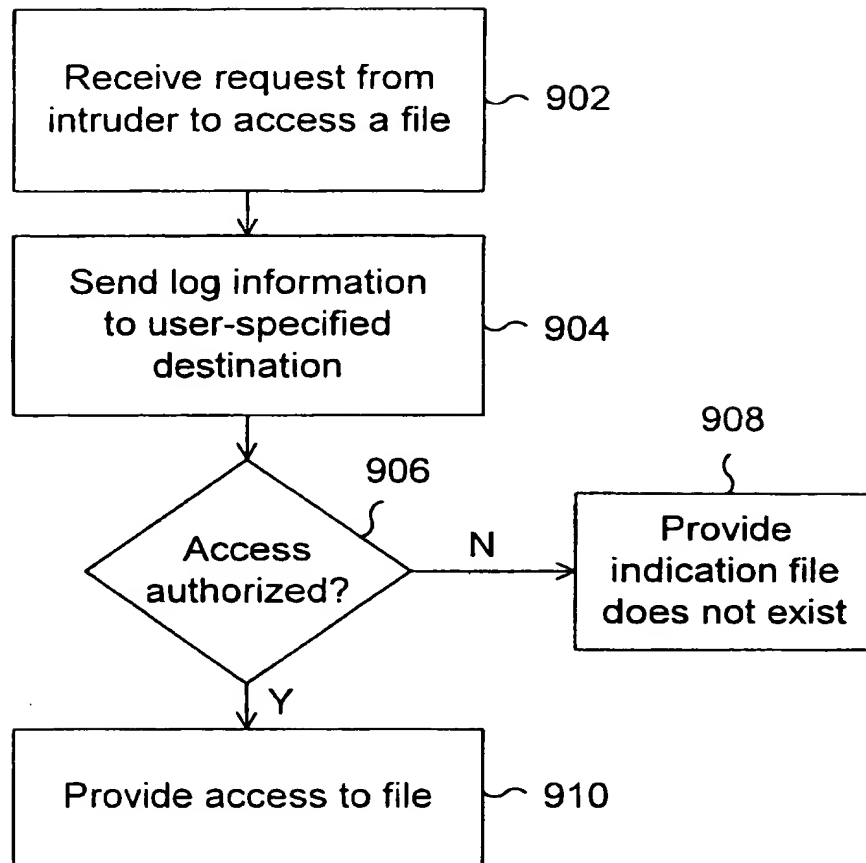 Receive request from
intruder to access a file
902
Send log information
to user-specified
destination
904
906
Access
authorized?
N
908
Provide
indication file
does not exist
Y
Provide access to file
910